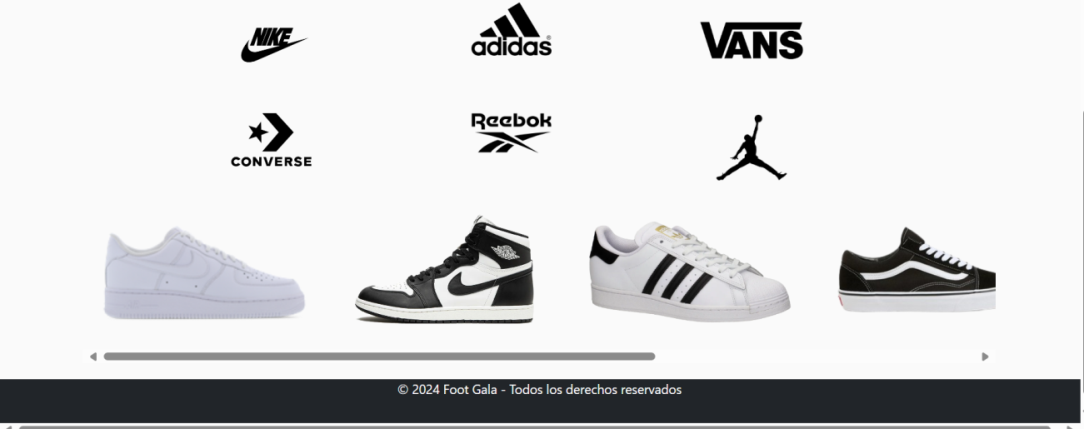 NIKE
adidas
VANS
CONVERSE
Reebok
© 2024 Foot Gala - Todos los derechos reservados